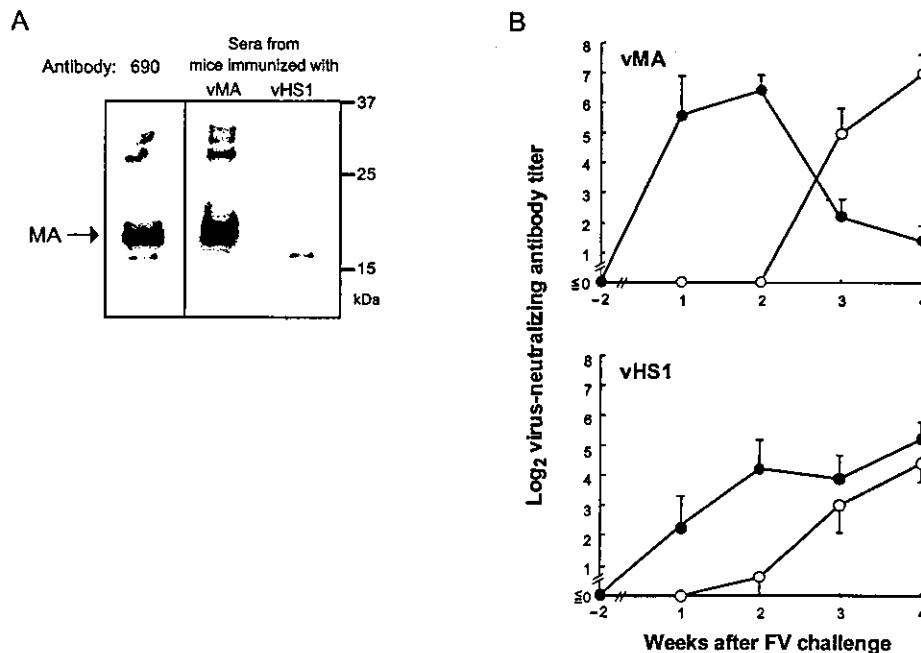 A
Sera from
Antibody: 690 mice immunized with
vMA vHS1
37
25
MA
15
kDa
B
Log₂ virus-neutralizing antibody titer
8
vMA
7
6
5
4
3
2
1
≦0
-2 1 2 3 4
8
vHS1
7
6
5
4
3
2
1
≦0
-2 1 2 3 4
Weeks after FV challenge